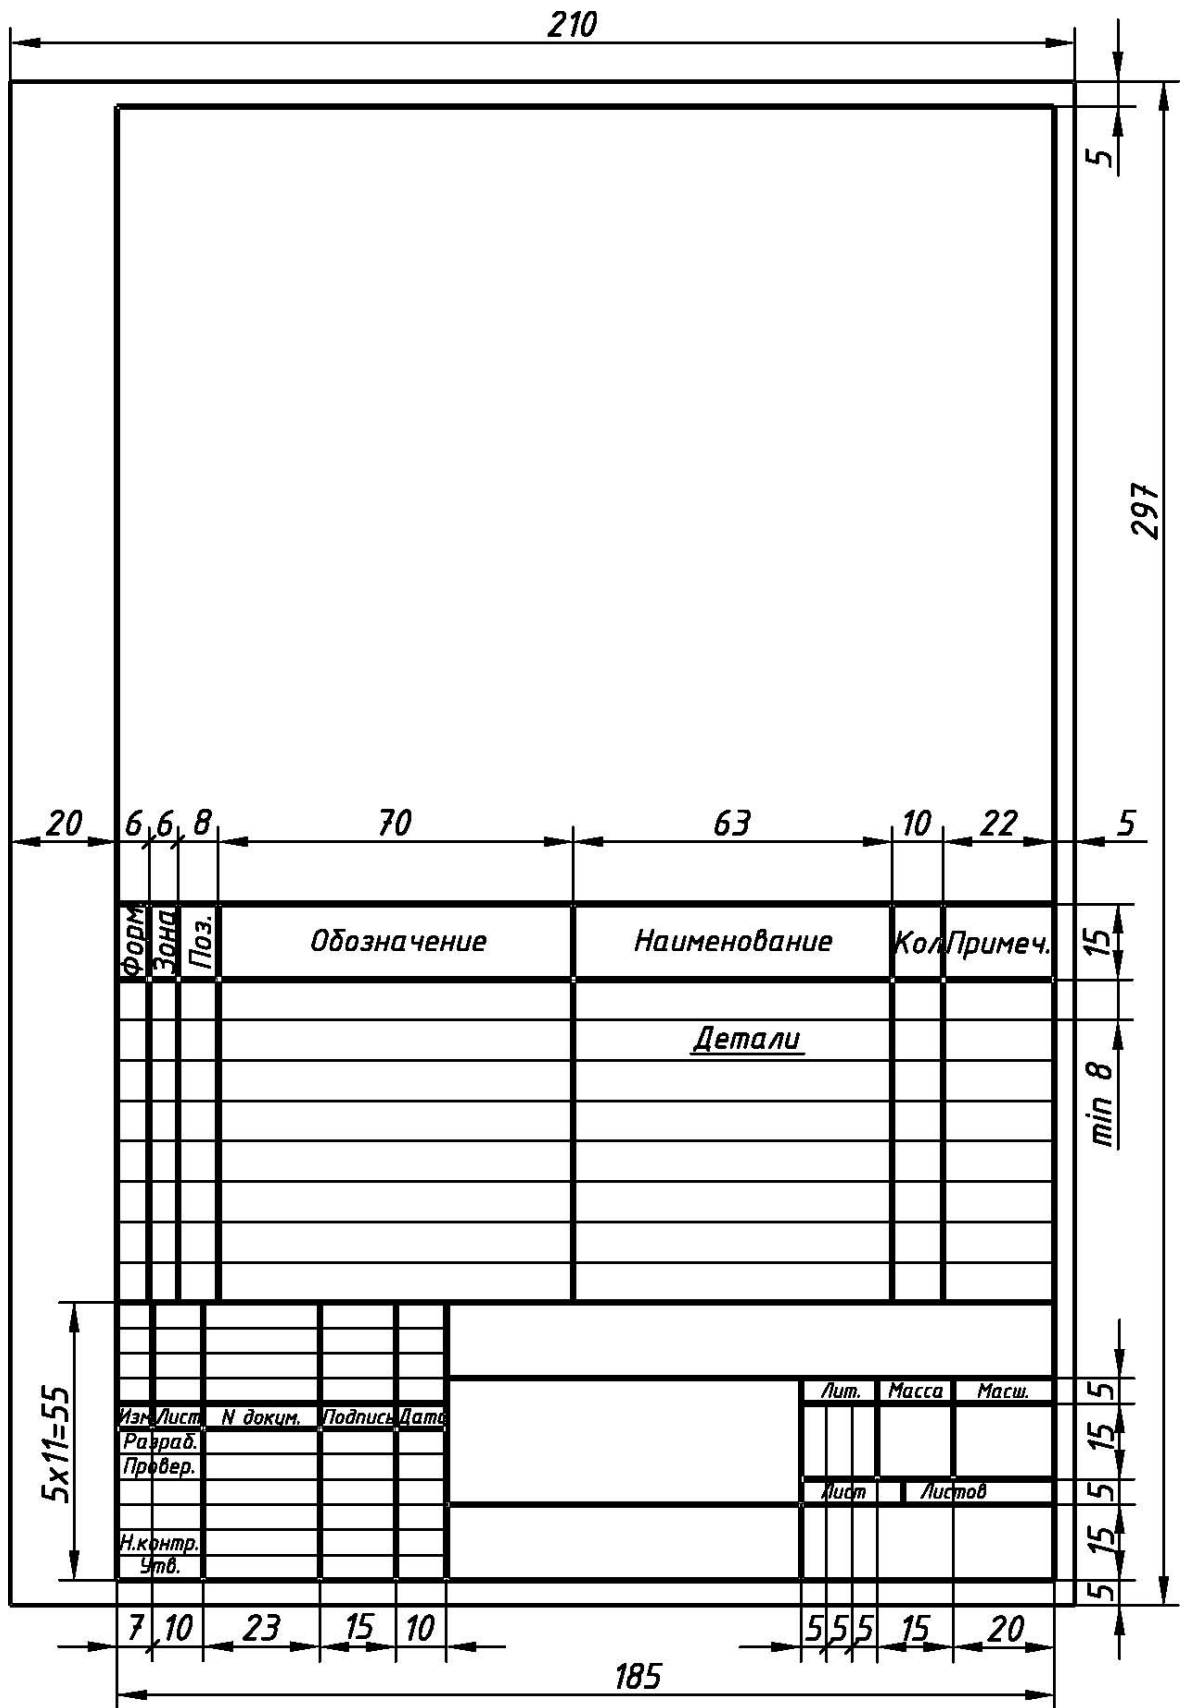 210
5
297
20 6 6 8 70 63 10 22 5
Форм
Зона
Поз.
Обозначение
Наименование
Кол
Примеч.
15
Детали
min 8
5x11=55
Лит. Масса Масш.
5
Изм Лист N докум. Подпись Дата
15
Разраб.
Провер.
Лист Листов
5
Н.контр.
15
Утв.
5
7 10 23 15 10 5 5 5 15 20
185